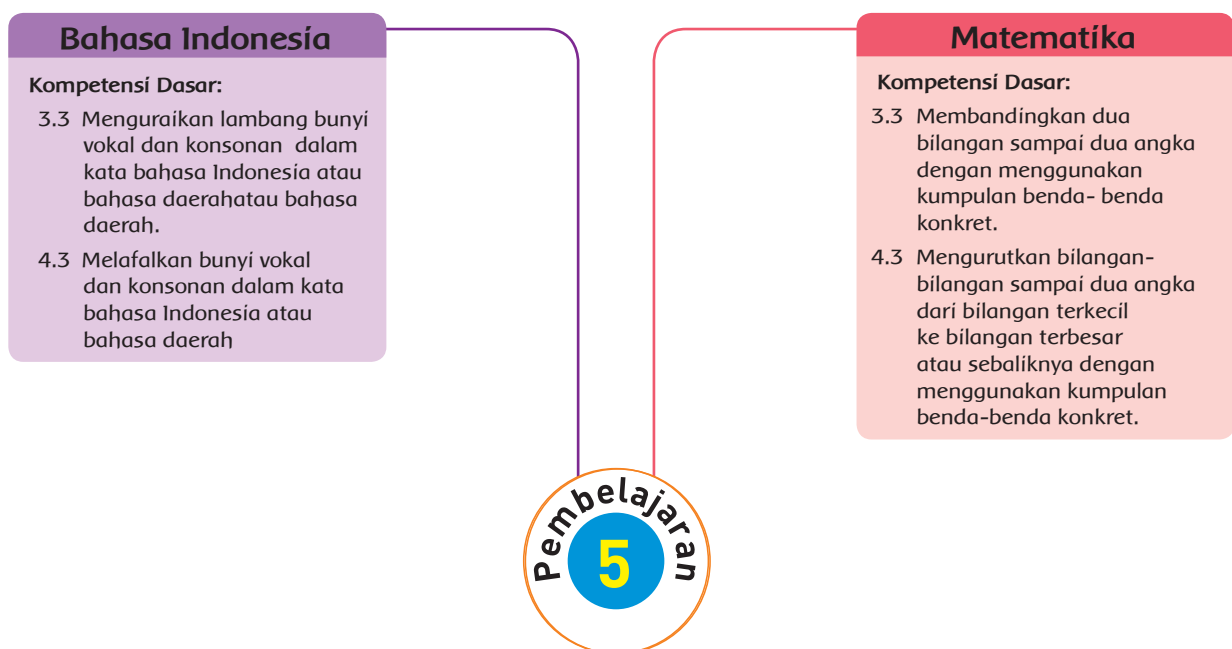 Bahasa Indonesia
Kompetensi Dasar:
3.3 Menguraikan lambang bunyi
vokal dan konsonan dalam
kata bahasa Indonesia atau
bahasa daerahatau bahasa
daerah.
4.3 Melafalkan bunyi vokal
dan konsonan dalam kata
bahasa Indonesia atau
bahasa daerah
Matematika
Kompetensi Dasar:
3.3 Membandingkan dua
bilangan sampai dua angka
dengan menggunakan
kumpulan benda- benda
konkret.
4.3 Mengurutkan bilangan-
bilangan sampai dua angka
dari bilangan terkecil
ke bilangan terbesar
atau sebaliknya dengan
menggunakan kumpulan
benda-benda konkret.
Pembelajaran
5